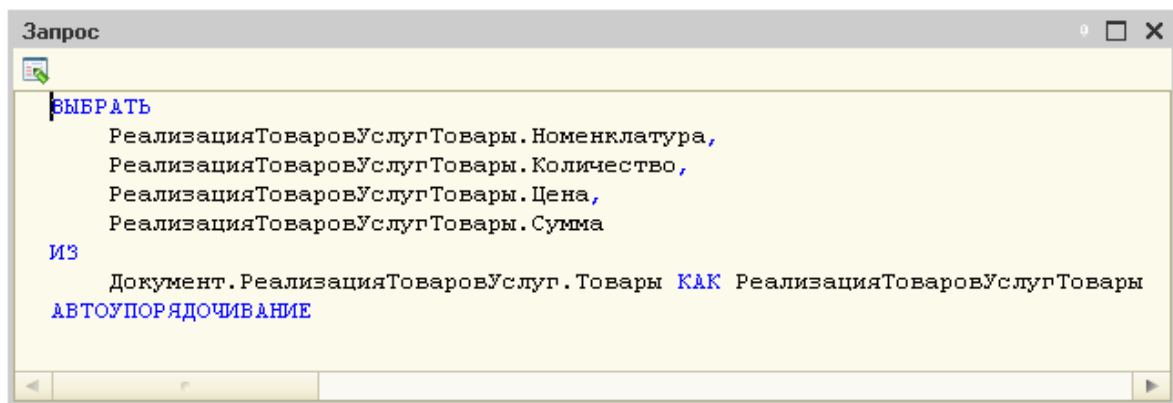 Запрос
ВЫБРАТЬ
РеализацияТоваровУслугТовары.Номенклатура,
РеализацияТоваровУслугТовары.Количество,
РеализацияТоваровУслугТовары.Цена,
РеализацияТоваровУслугТовары.Сумма
ИЗ
Документ.РеализацияТоваровУслуг.Товары КАК РеализацияТоваровУслугТовары
АВТОУПОРЯДОЧИВАНИЕ